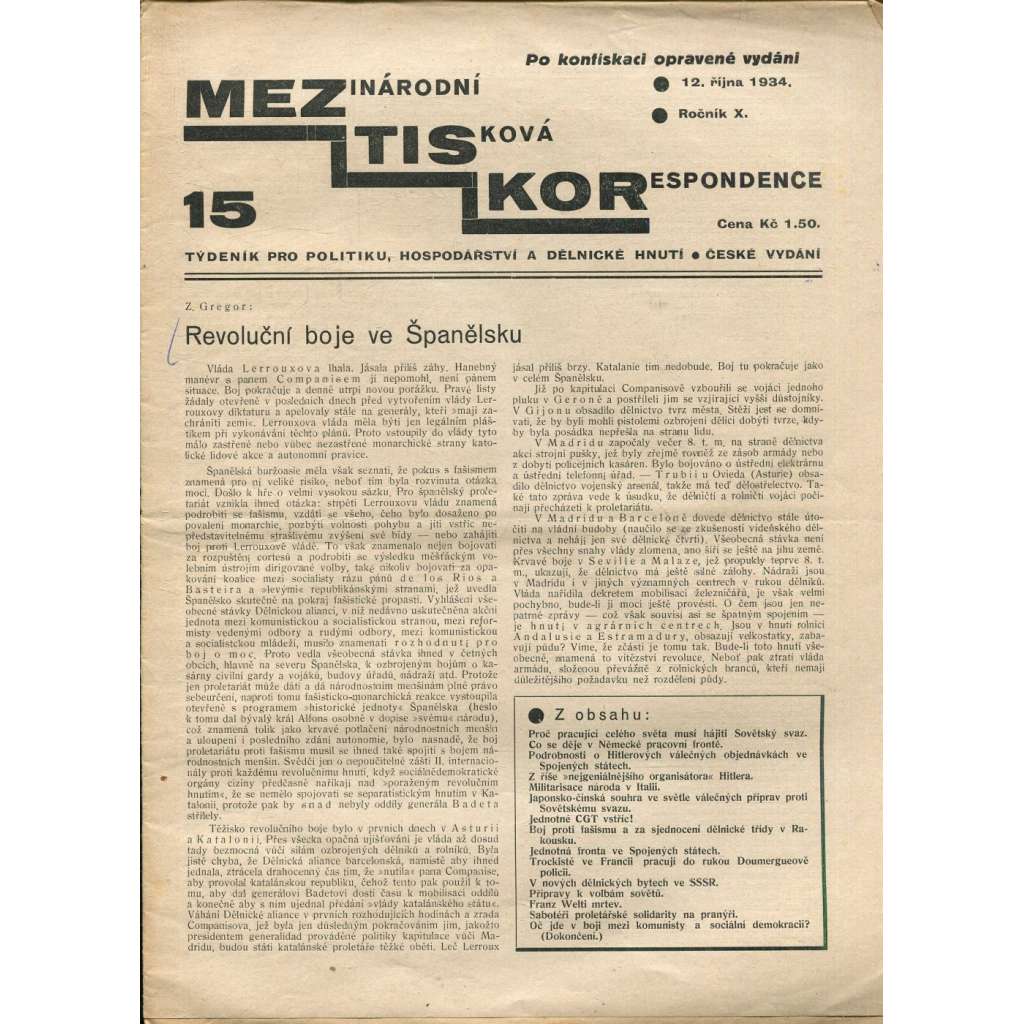 Po konfiskaci opravené vydání
12. října 1934.
Ročník X.
MEZINÁRODNÍ
TISKOVÁ
KORESPONDENCE
15
Cena Kč 1.50.
TÝDENÍK PRO POLITIKU, HOSPODÁŘSTVÍ A DĚLNICKÉ HNUTÍ ● ČESKÉ VYDÁNÍ
Z. Gregor:
Revoluční boje ve Španělsku
Vláda Lerrouxova lhala. Jásala příliš záhy. Hanebný
manévr s panem Companisem jí nepomohl, není pánem
situace. Boj pokračuje a denně utrpí novou porážku. Pravé listy
žádaly otevřeně v posledních dnech před vytvořením vlády Ler-
rouxovy diktaturu a apelovaly stále na generály, kteří »mají za-
chrániti zemi«. Lerrouxova vláda měla býti jen legálním pláš-
tíkem při vykonávání těchto plánů. Proto vstoupily do vlády tyto
málo zastřené nebo vůbec nezastřené monarchické strany kato-
lické lidové akce a autonomní pravice.
Španělská buržoasie měla však seznati, že pokus s fašismem
znamená pro ni veliké risiko, neboť tím byla rozvinuta otázka
moci. Došlo k hře o velmi vysokou sázku. Pro španělský prole-
tariát vznikla ihned otázka: strpěti Lerrouxovu vládu znamená
podrobiti se fašismu, vzdáti se všeho, čeho bylo dosaženo po
povalení monarchie, pozbýti volnosti pohybu a jíti vstříc ne-
představitelnému strašlivému zvýšení své bídy — nebo zahájiti
boj proti Lerrouxově vládě. To však znamenalo nejen bojovati
za rozpuštění cortesů a podrobiti se výsledku měšťáckým vo-
lebním ústrojím dirigované volby, také nikoliv bojovati za opa-
kování koalice mezi socialisty rázu pánů de los Rios a
Basteira a »levými« republikánskými stranami, jež uvedla
Španělsko skutečně na pokraj fašistické propasti. Vyhlášení vše-
obecné stávky Dělnickou aliancí, v níž nedávno uskutečněna akční
jednota mezi komunistickou a socialistickou stranou, mezi refor-
misty vedenými odbory a rudými odbory, mezi komunistickou
a socialistckou mládeží, musilo znamenati rozhodnutí pro
boj o moc. Proto vedla všeobecná stávka ihned v četných
obcích, hlavně na severu Španělska, k ozbrojeným bojům o ka-
sárny civilní gardy a vojáků, budovy úřadů, nádraží atd. Protože
jen proletariát může dáti a dá národnostním menšinám plné právo
sebeurčení, naproti tomu fašisticko-monarchická reakce vystoupila
otevřeně s programem »historické jednoty« Španělska (heslo
k tomu dal bývalý král Alfons osobně v dopise »svému« národu),
což znamená tolik jako krvavé potlačení národnostních menšin
a uloupení i posledního zdání autonomie, bylo nasnadě, že boj
proletariátu proti fašismu musil se ihned také spojiti s bojem ná-
rodnostních menšin. Svědčí jen o nepoučitelné zášti II. internacio-
nály proti každému revolučnímu hnutí, když sociálnědemokratické
orgány ciziny předčasně naříkají nad »poraženým revolučním
hnutím«, že se nemělo spojovati se separatistickým hnutím v Ka-
talonii, protože pak by snad nebyly oddíly generála Badeta
střílely.
Těžisko revolučního boje bylo v prvních dnech v Asturii
a Katalonii. Přes všecka opačná ujišťování je vláda až dosud
tady bezmocná vůči silám ozbrojených dělníků a rolníků. Byla
jistě chyba, že Dělnická aliance barcelonská, namístě aby ihned
jednala, ztrácela drahocenný čas tím, že »nutila« pana Companise,
aby provolal katalánskou republiku, čehož tento pak použil k to-
mu, aby dal generálovi Badetovi dosti času k mobilisaci oddílů
a konečně aby s ním ujednal předání »vlády katalánského státu«.
Váhání Dělnické aliance v prvních rozhodujících hodinách a zrada
Companisova, jež byla jen důsledným pokračováním jím, jakožto
presidentem generalidad prováděné politiky kapitulace vůči Ma-
dridu, budou státi katalánské proletáře těžké oběti. Leč Lerroux
jásal příliš brzy. Katalanie tím nedobude. Boj tu pokračuje jako
v celém Španělsku.
Již po kapitulaci Companisově vzbouřili se vojáci jednoho
pluku v Geroně a postříleli jim se vzjírající vyšší důstojníky.
V Gijonu obsadilo dělnictvo tvrz města. Stěží jest se domní-
vati, že by byli mohli pistolemi ozbrojení dělíci dobýti tvrze, kdy-
by byla posádka nepřešla na stranu lidu.
V Madridu započaly večer 8. t. m. na straně dělnictva
akci strojní pušky, jež byly zřejmě rovněž ze zásob armády nebo
z dobytí policejních kasáren. Bylo bojováno o ústřední elektrárnu
a ústřední telefonní úřad. — Trubii u Ovieda (Asturie) obsa-
dilo dělnictvo vojenský arsenál, takže má teď dělostřelectvo. Ta-
ké tato zpráva vede k úsudku, že dělničtí a rolničtí vojáci počí-
nají přecházeti k proletariátu.
V Madridu a Barceloně dovede dělnictvo stále úto-
čiti na vládní budovy (naučilo se ze zkušenosti vídeňského děl-
nictva a nehájí jen své dělnické čtvrti). Všeobecná stávka není
přes všechny snahy vlády zlomena, ano šíří se ještě na jihu země.
Krvavé boje v Seville a Malaze, jež propukly teprve 8. t.
m., ukazují, že dělnictvo má ještě silné zálohy. Nádraží jsou
v Madridu i v jiných významných centrech v rukou dělníků.
Vláda nařídila dekretem mobilisaci železničářů, je však velmi
pochybno, bude-li jí moci ještě provésti. O čem jsou jen ne-
patrné zprávy — což však souvisí asi se špatným spojením —
je hnutí v agrárních centrech. Jsou v hnutí rolníci
Andalusie a Estramadury, obsazují velkostatky, zaba-
vují půdu? Víme, že zčásti je tomu tak. Bude-li toto hnutí vše-
obecné, znamená to vítězství revoluce. Neboť pak ztratí vláda
armádu, složenou převážně z rolnických branců, kteří nemají
důležitějšího požadavku než rozdělení půdy.
Z obsahu:
Proč pracující celého světa musí hájiti Sovětský svaz.
Co se děje v Německé pracovní frontě.
Podrobnosti o Hitlerových válečných objednávkách ve
Spojených státech.
Z říše »nejgeniálnějšího organisátora« Hitlera.
Militarisace národa v Italii.
Japonsko-čínská souhra ve světle válečných příprav proti
Sovětskému svazu.
Jednotné CGT vstříc!
Boj proti fašismu a za sjednocení dělnické třídy v Ra-
kousku.
Jednotná fronta ve Spojených státech.
Trockisté ve Francii pracují do rukou Doumergueově
policii.
V nových dělnických bytech ve SSSR.
Přípravy k volbám sovětů.
Franz Welti mrtev.
Sabotéři proletářské solidarity na pranýři.
Oč jde v boji mezi komunisty a sociální demokracií?
(Dokončení.)